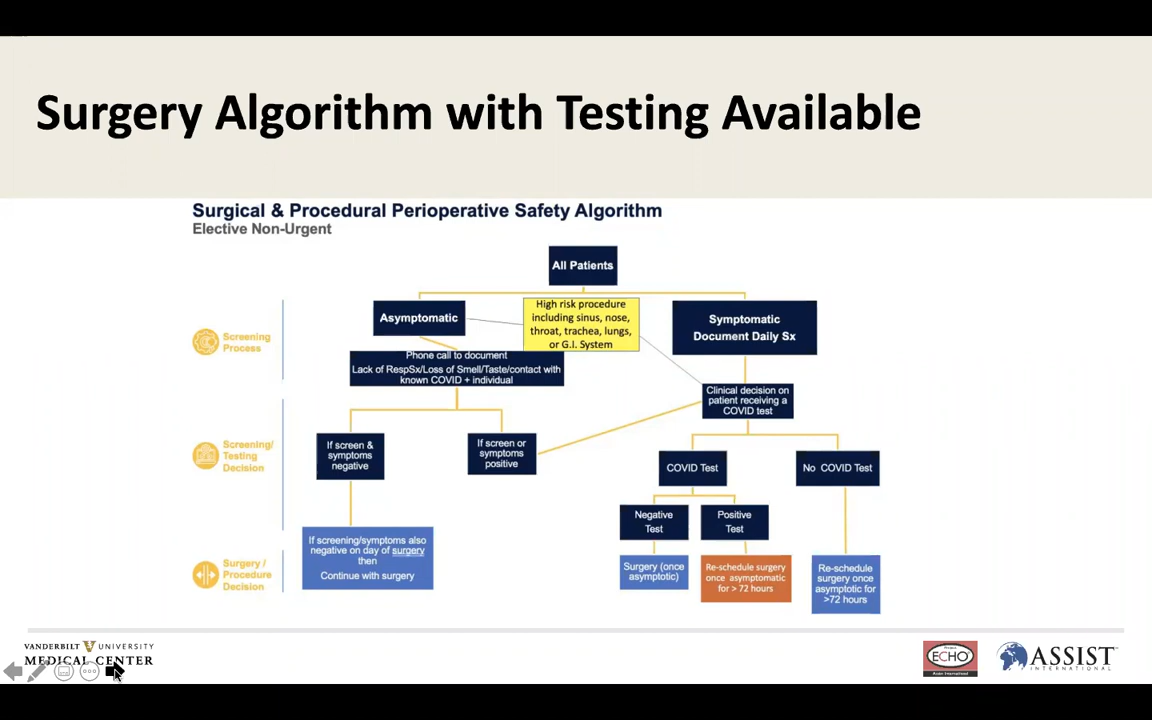 Surgery Algorithm with Testing Available
Surgical & Procedural Perioperative Safety Algorithm
Elective Non-Urgent
All Patients
Screening
Process
Asymptomatic
High risk procedure
including sinus, nose,
throat, trachea, lungs,
or G.I. System
Symptomatic
Document Daily Sx
Phone call to document
Lack of RespSx/Loss of Smell/Taste/contact with
known COVID + individual
Clinical decision on
patient receiving a
COVID test
Screening/
Testing
Decision
If screen &
symptoms
negative
If screen or
symptoms
positive
COVID Test
No COVID Test
Negative
Test
Positive
Test
Surgery /
Procedure
Decision
If screening/symptoms also
negative on day of surgery
then
Continue with surgery
Surgery (once
asymptotic)
Re-schedule surgery
once asymptomatic
for > 72 hours
Re-schedule
surgery once
asymptotic for
>72 hours
VANDERBILT V UNIVERSITY
MEDICAL CENTER
ECHO
Assist International
ASSIST
INTERNATIONAL